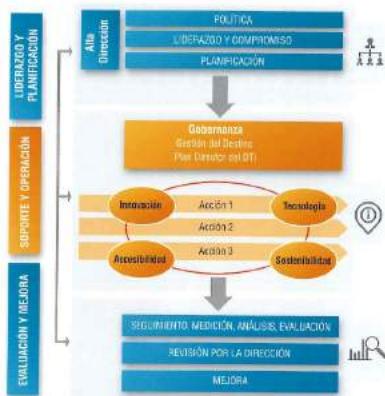 LIDERAZGO Y
PLANIFICACIÓN
Alta
Dirección
POLÍTICA
LIDERAZGO Y COMPROMISO
PLANIFICACIÓN
SOPORTE Y OPERACIÓN
Gobernanza
Gestión del Destino
Plan Director del DTI
Innovación
Acción 1
Tecnología
Acción 2
Accesibilidad
Acción 3
Sostenibilidad
EVALUACIÓN Y MEJORA
SEGUIMIENTO, MEDICIÓN, ANÁLISIS, EVALUACIÓN
REVISIÓN POR LA DIRECCIÓN
MEJORA